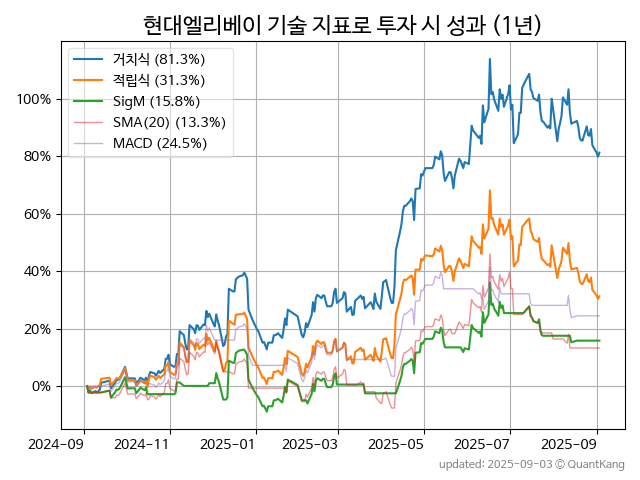 현대엘리베이 기술 지표로 투자 시 성과 (1년)
거치식 (81.3%)
적립식 (31.3%)
SigM (15.8%)
SMA(20) (13.3%)
MACD (24.5%)
100%
80%
60%
40%
20%
0%
2024-09 2024-11 2025-01 2025-03 2025-05 2025-07 2025-09
updated: 2025-09-03 © QuantKang